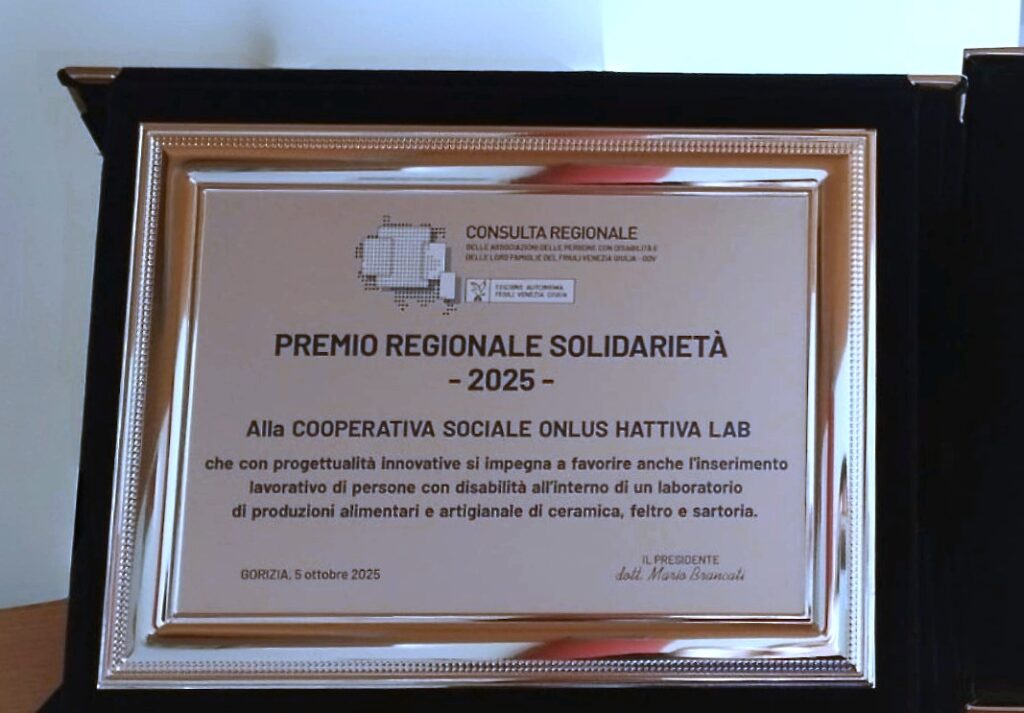 CONSULTA REGIONALE
DELLE ASSOCIAZIONI DELLE PERSONE CON DISABILITÀ E
DELLE LORO FAMIGLIE DEL FRIULI VENEZIA GIULIA - ODV
REGIONE AUTONOMA
FRIULI VENEZIA GIULIA
PREMIO REGIONALE SOLIDARIETÀ
- 2025 -
Alla COOPERATIVA SOCIALE ONLUS HATTIVA LAB
che con progettualità innovative si impegna a favorire anche l'inserimento
lavorativo di persone con disabilità all'interno di un laboratorio
di produzioni alimentari e artigianale di ceramica, feltro e sartoria.
GORIZIA, 5 ottobre 2025
IL PRESIDENTE
dott. Mario Brancati